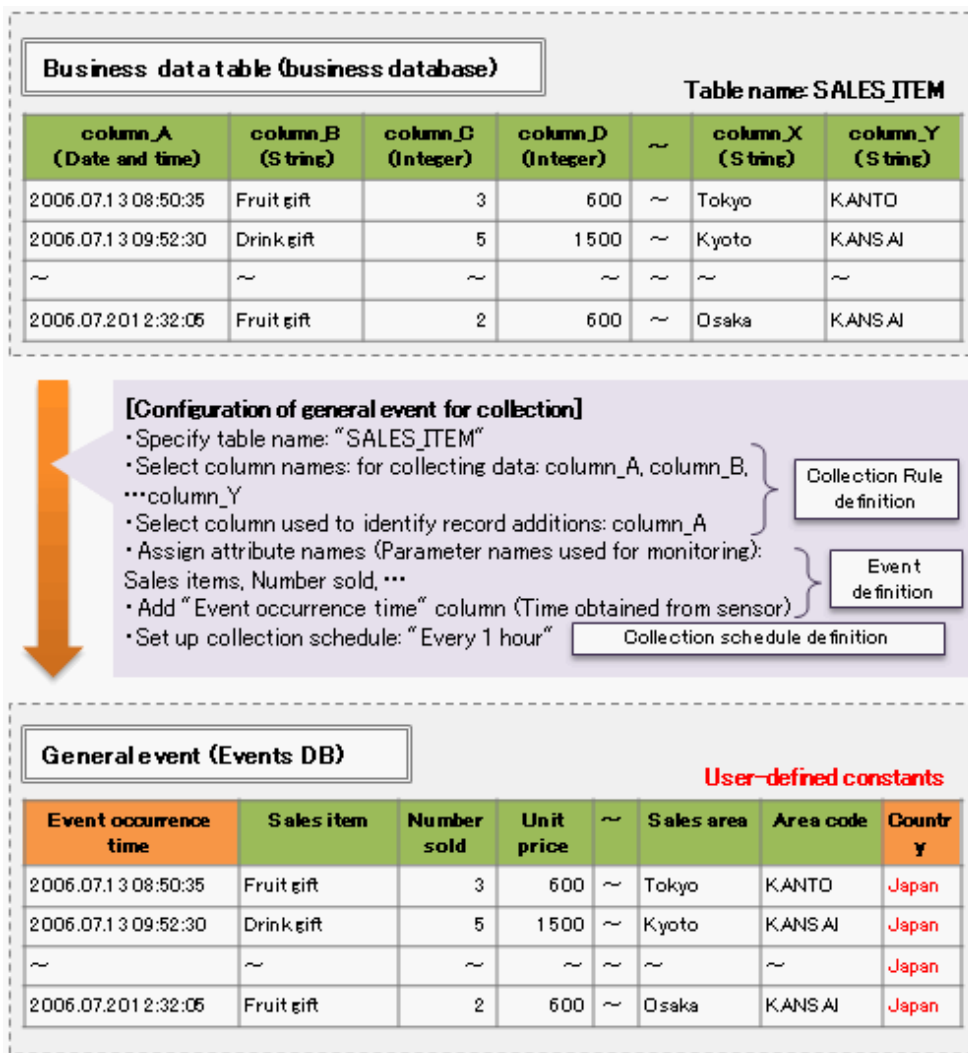 Business data table (business database)
Table name: SALES_ITEM
column_A (Date and time) column_B (String) column_C (Integer) column_D (Integer) ~ column_X (String) column_Y (String)
2006.07.13 08:50:35 Fruit gift 3 600 ~ Tokyo KANTO
2006.07.13 09:52:30 Drink gift 5 1500 ~ Kyoto KANSAI
~ ~ ~ ~ ~ ~ ~
2006.07.20 12:32:05 Fruit gift 2 600 ~ Osaka KANSAI
[Configuration of general event for collection]
・Specify table name: "SALES_ITEM"
・Select column names: for collecting data: column_A, column_B,
…column_Y
・Select column used to identify record additions: column_A
Collection Rule
definition
・Assign attribute names (Parameter names used for monitoring):
Sales items, Number sold, …
・Add "Event occurrence time" column (Time obtained from sensor)
Event
definition
・Set up collection schedule: "Every 1 hour"
Collection schedule definition
General event (Events DB)
User-defined constants
Event occurrence time Sales item Number sold Unit price ~ Sales area Area code Country
2006.07.13 08:50:35 Fruit gift 3 600 ~ Tokyo KANTO Japan
2006.07.13 09:52:30 Drink gift 5 1500 ~ Kyoto KANSAI Japan
~ ~ ~ ~ ~ ~ ~ Japan
2006.07.20 12:32:05 Fruit gift 2 600 ~ Osaka KANSAI Japan